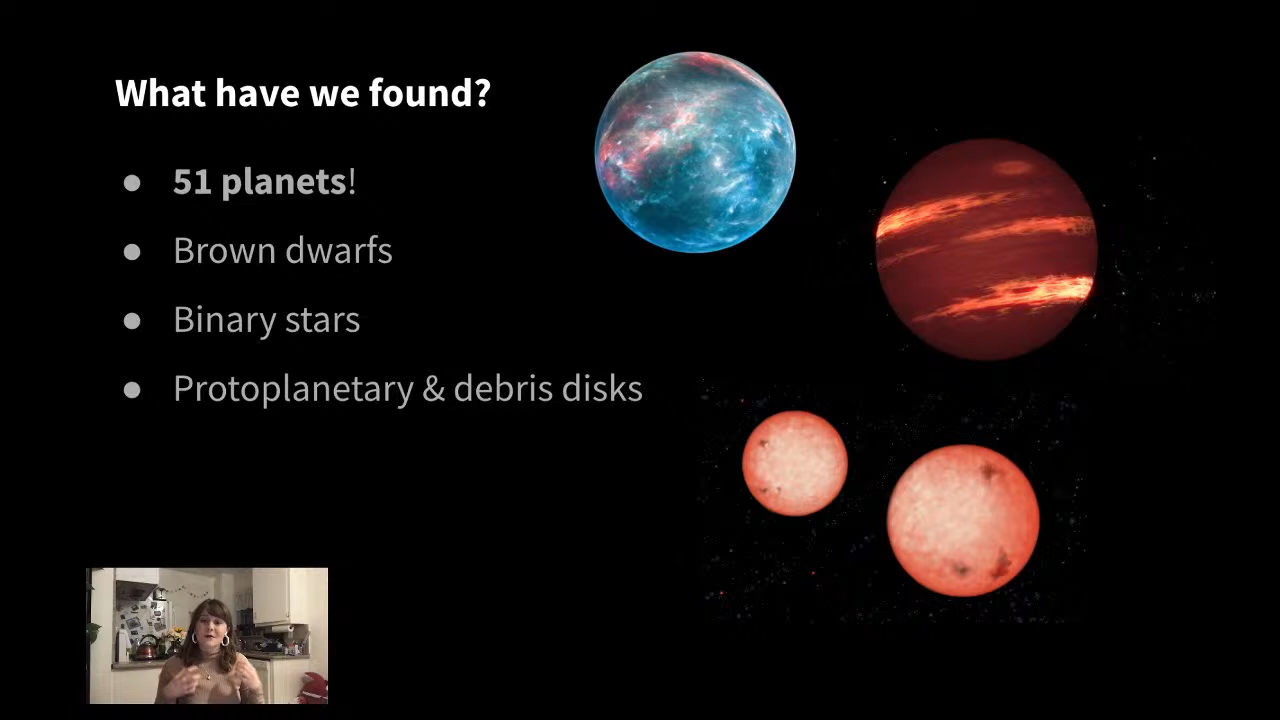 What have we found?
● 51 planets!
● Brown dwarfs
● Binary stars
● Protoplanetary & debris disks